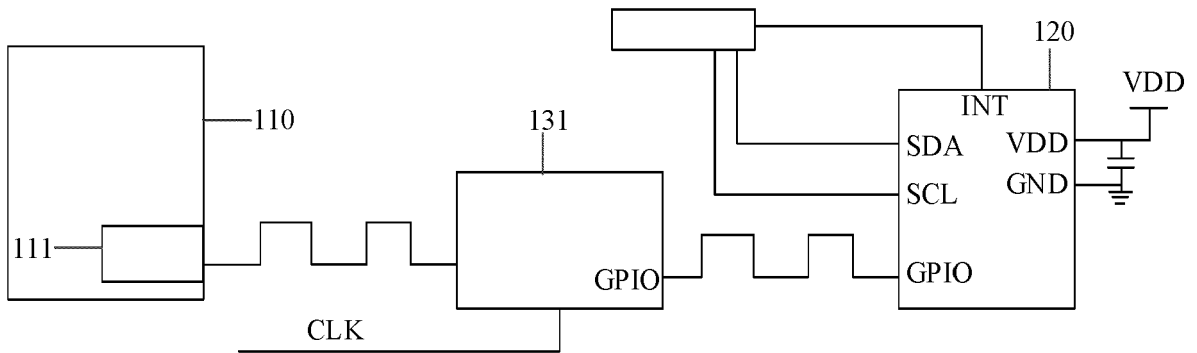 120
VDD
110
131
INT
SDA
VDD
SCL
GND
111
GPIO
GPIO
CLK